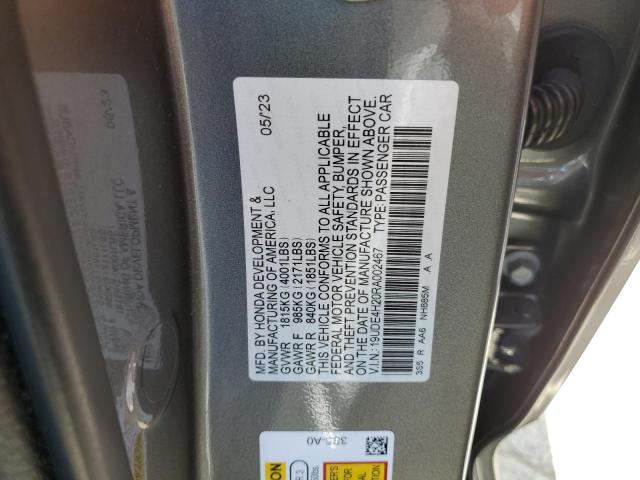 MFD. BY HONDA DEVELOPMENT & 05/23
MANUFACTURING OF AMERICA, LLC
GVWR 1815KG(4001LBS)
GAWR F 985KG(2171LBS)
GAWR R 840KG(1851LBS)
THIS VEHICLE CONFORMS TO ALL APPLICABLE
FEDERAL MOTOR VEHICLE SAFETY, BUMPER,
AND THEFT PREVENTION STANDARDS IN EFFECT
ON THE DATE OF MANUFACTURE SHOWN ABOVE.
V.I.N.: 19UDE4H20RA002467 TYPE:PASSENGER CAR
3S5 R AA6 NH885M A A
3S5-A0